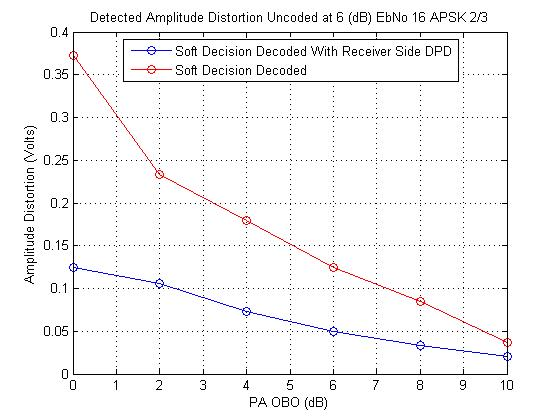 Detected Amplitude Distortion Uncoded at 6 (dB) EbNo 16 APSK 2/3
Soft Decision Decoded With Receiver Side DPD
Soft Decision Decoded
Amplitude Distortion (Volts)
0.4
0.35
0.3
0.25
0.2
0.15
0.1
0.05
0
0 1 2 3 4 5 6 7 8 9 10
PA OBO (dB)